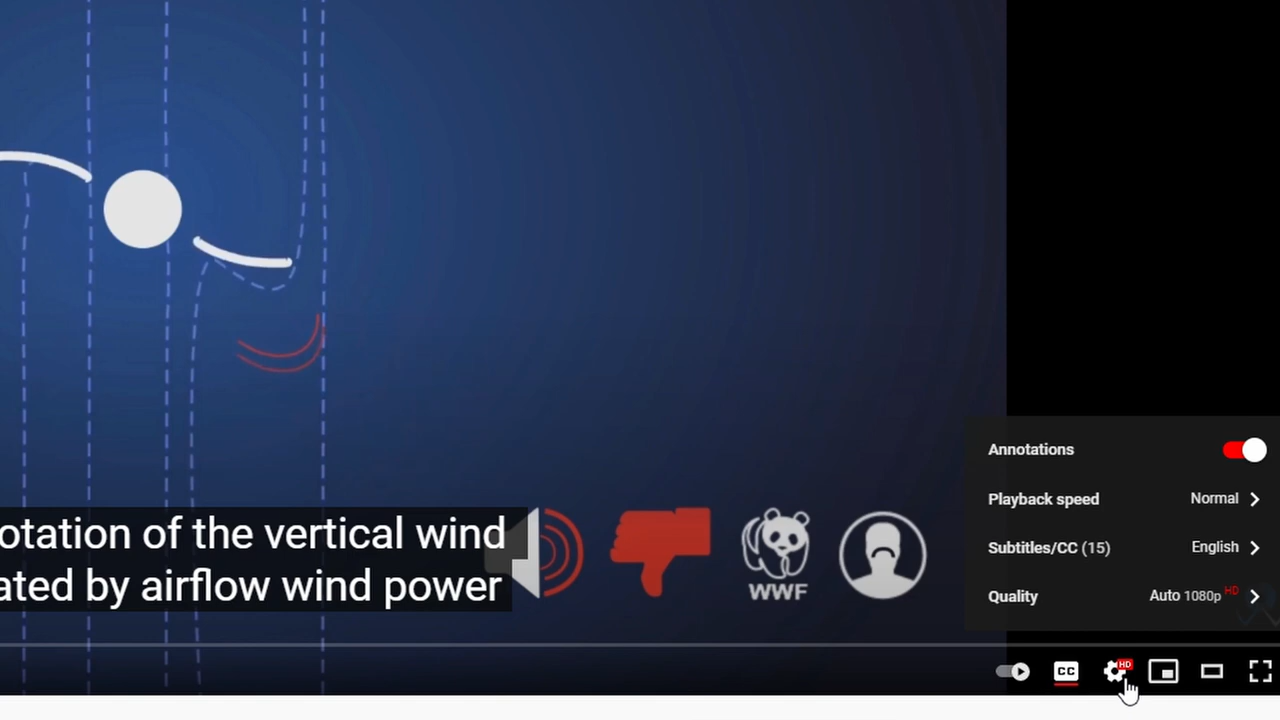 Annotations
Playback speed Normal
otation of the vertical wind
Subtitles/CC (15) English
ated by airflow wind power
WWF
Quality Auto 1080p HD
CC
HD